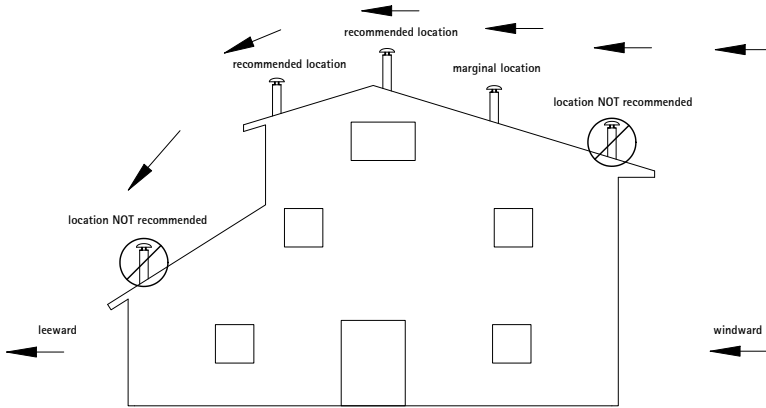 recommended location
recommended location
marginal location
location NOT recommended
location NOT recommended
leeward
windward